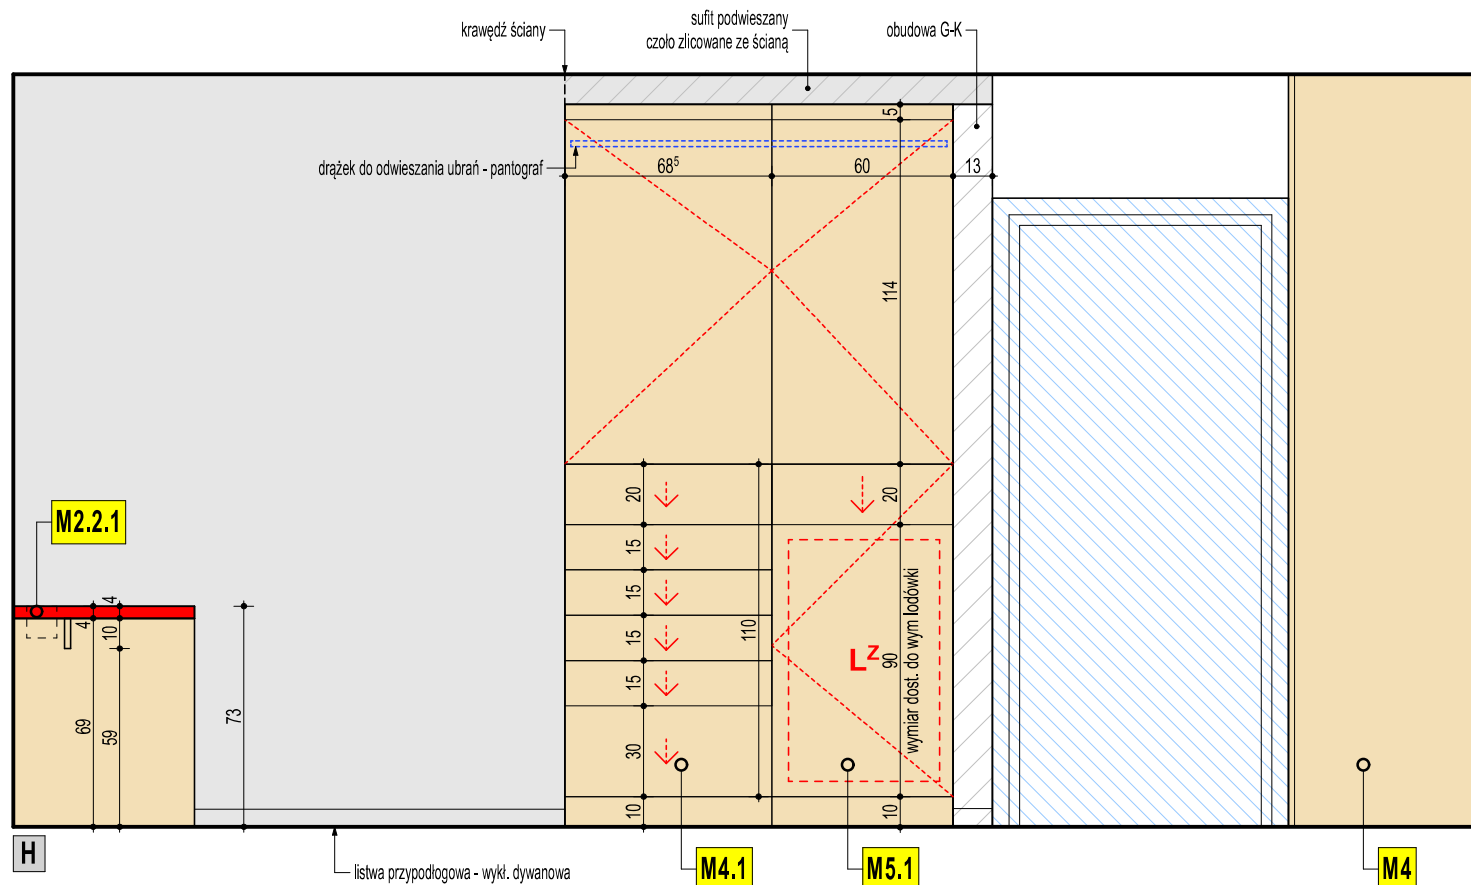 krawędź ściany
sufit podwieszany
czoło zlicowane ze ścianą
obudowa G-K
drążek do odwieszania ubrań - pantograf
5
68⁵
60
13
114
20
20
15
15
15
15
30
10
110
90
10
wymiar dost. do wym lodówki
Lᶻ
M2.2.1
4
4
10
69
59
73
H
listwa przypodłogowa - wykł. dywanowa
M4.1
M5.1
M4